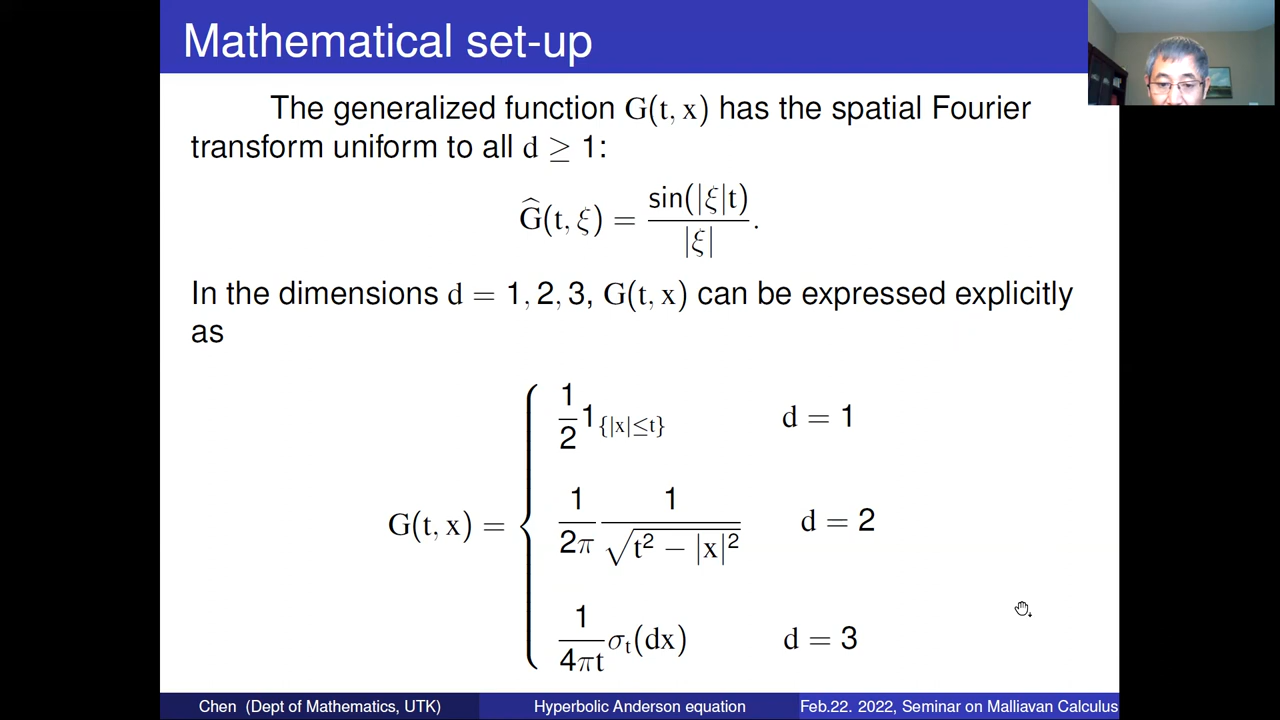 Mathematical set-up
The generalized function G(t, x) has the spatial Fourier
transform uniform to all d ≥ 1:
Ĝ(t, ξ) = sin(|ξ|t) / |ξ| .
In the dimensions d = 1, 2, 3, G(t, x) can be expressed explicitly
as
G(t, x) = {
1/2 1_{|x|≤t} d = 1
1/2π 1/√(t² − |x|²) d = 2
1/4πt σ_t(dx) d = 3
Chen (Dept of Mathematics, UTK) Hyperbolic Anderson equation Feb.22. 2022, Seminar on Malliavan Calculus